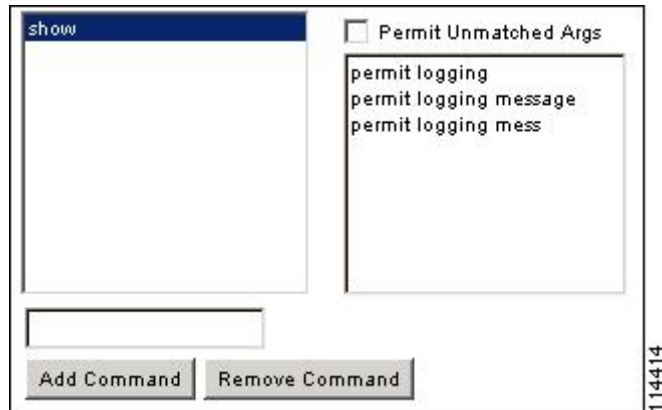 show
Permit Unmatched Args
permit logging
permit logging message
permit logging mess
Add Command
Remove Command
114414